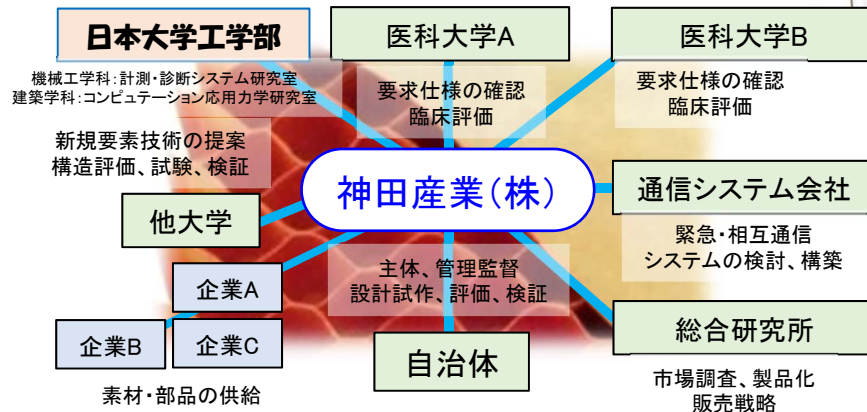 日本大学工学部
機械工学科：計測・診断システム研究室
建築学科：コンピュテーション応用力学研究室
新規要素技術の提案
構造評価、試験、検証
医科大学A
要求仕様の確認
臨床評価
医科大学B
要求仕様の確認
臨床評価
神田産業（株）
主体、管理監督
設計試作、評価、検証
通信システム会社
緊急・相互通信
システムの検討、構築
他大学
企業A
企業B
企業C
素材・部品の供給
自治体
総合研究所
市場調査、製品化
販売戦略